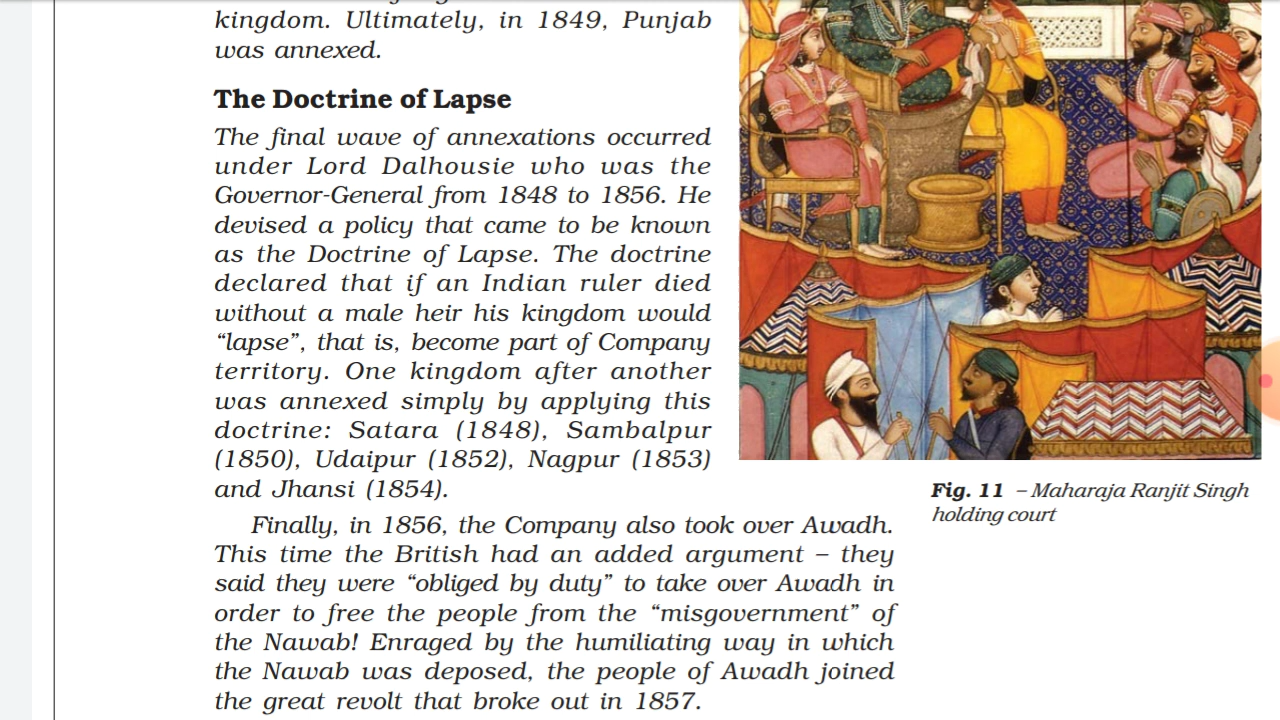 kingdom. Ultimately, in 1849, Punjab
was annexed.
The Doctrine of Lapse
The final wave of annexations occurred
under Lord Dalhousie who was the
Governor-General from 1848 to 1856. He
devised a policy that came to be known
as the Doctrine of Lapse. The doctrine
declared that if an Indian ruler died
without a male heir his kingdom would
“lapse”, that is, become part of Company
territory. One kingdom after another
was annexed simply by applying this
doctrine: Satara (1848), Sambalpur
(1850), Udaipur (1852), Nagpur (1853)
and Jhansi (1854).
Finally, in 1856, the Company also took over Awadh.
This time the British had an added argument – they
said they were “obliged by duty” to take over Awadh in
order to free the people from the “misgovernment” of
the Nawab! Enraged by the humiliating way in which
the Nawab was deposed, the people of Awadh joined
the great revolt that broke out in 1857.
Fig. 11 – Maharaja Ranjit Singh
holding court